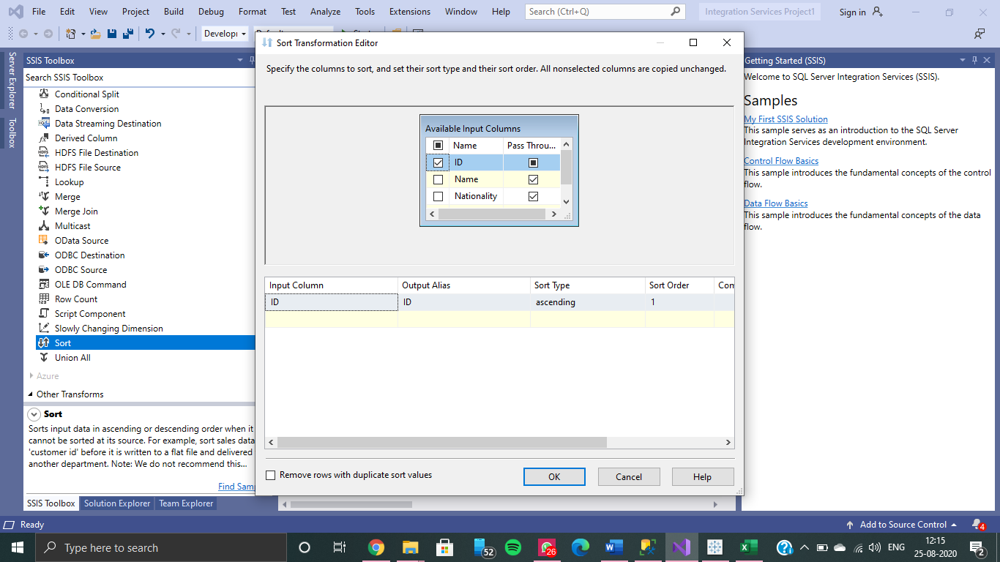 File Edit View Project Build Debug Format Test Analyze Tools Extensions Window Help Search (Ctrl+Q) Integration Services Project1 Sign in
Develop
Server Explorer
Toolbox
SSIS Toolbox
Search SSIS Toolbox
Conditional Split
Data Conversion
Data Streaming Destination
Derived Column
HDFS File Destination
HDFS File Source
Lookup
Merge
Merge Join
Multicast
OData Source
ODBC Destination
ODBC Source
OLE DB Command
Row Count
Script Component
Slowly Changing Dimension
Sort
Union All
Azure
Other Transforms
Sort
Sorts input data in ascending or descending order when it
cannot be sorted at its source. For example, sort sales data
'customer id' before it is written to a flat file and delivered
another department. Note: We do not recommend this...
Find Sam
SSIS Toolbox Solution Explorer Team Explorer
Sort Transformation Editor
Specify the columns to sort, and set their sort type and their sort order. All nonselected columns are copied unchanged.
Available Input Columns
Name Pass Throu...
ID
Name
Nationality
Input Column Output Alias Sort Type Sort Order Com
ID ID ascending 1
Remove rows with duplicate sort values
OK Cancel Help
Getting Started (SSIS)
Welcome to SQL Server Integration Services (SSIS).
Samples
My First SSIS Solution
This sample serves as an introduction to the SQL Server
Integration Services development environment.
Control Flow Basics
This sample introduces the fundamental concepts of the control
flow.
Data Flow Basics
This sample introduces the fundamental concepts of the data
flow.
Ready Add to Source Control 4
Type here to search 52 26 ENG 12:15
25-08-2020 2